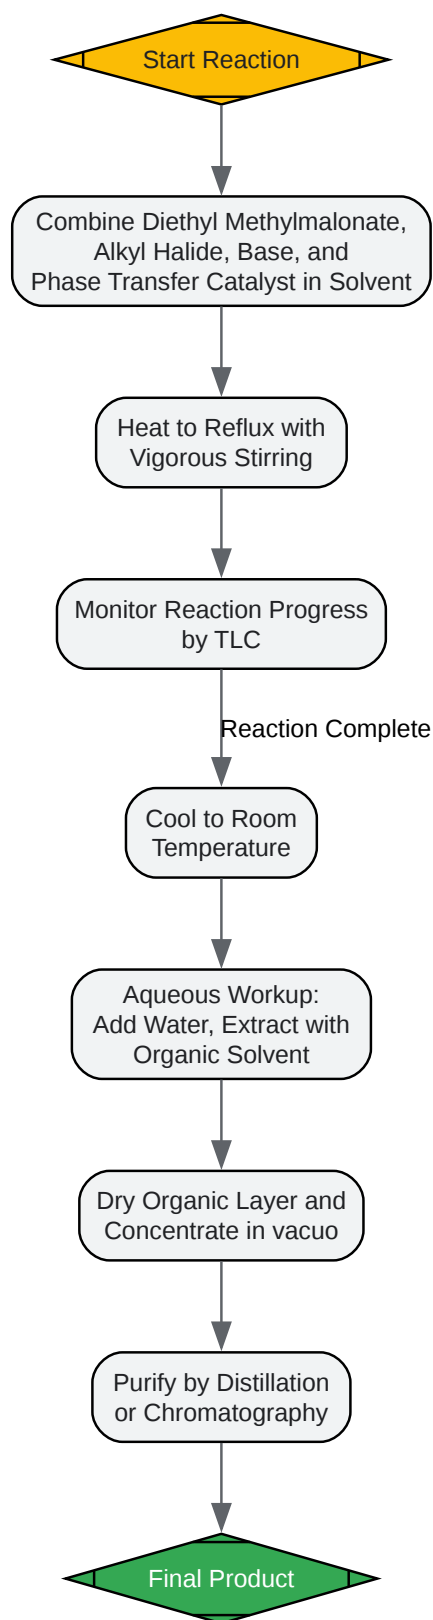 Start Reaction
Combine Diethyl Methylmalonate,
Alkyl Halide, Base, and
Phase Transfer Catalyst in Solvent
Heat to Reflux with
Vigorous Stirring
Monitor Reaction Progress
by TLC
Reaction Complete
Cool to Room
Temperature
Aqueous Workup:
Add Water, Extract with
Organic Solvent
Dry Organic Layer and
Concentrate in vacuo
Purify by Distillation
or Chromatography
Final Product